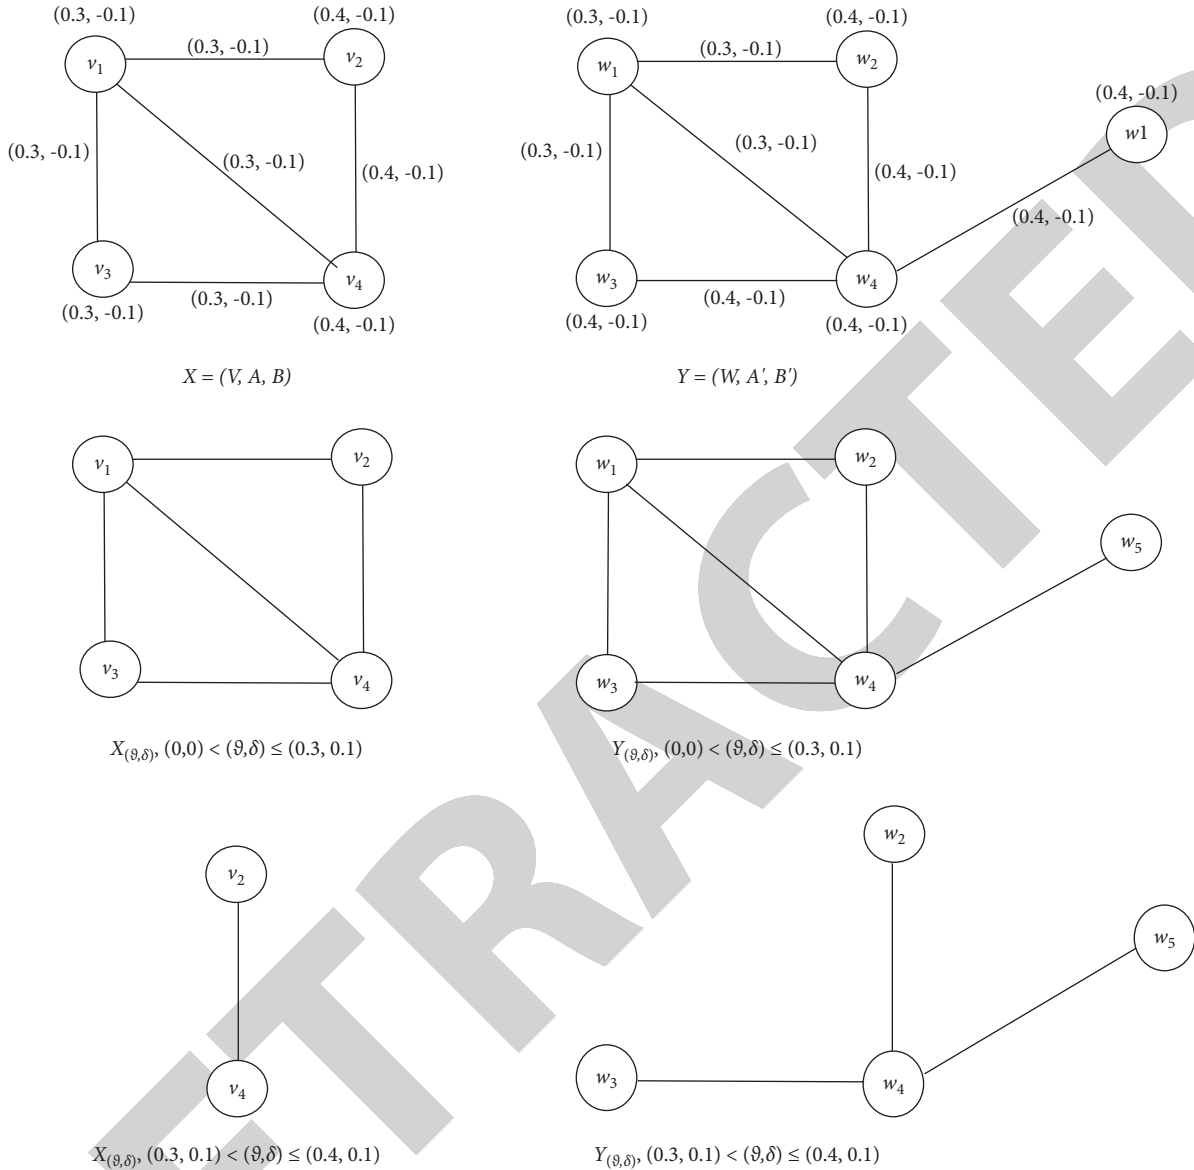 (0.3, -0.1) (0.4, -0.1) (0.3, -0.1) (0.4, -0.1)
v1 (0.3, -0.1) v2 w1 (0.3, -0.1) w2
(0.4, -0.1)
w1
(0.3, -0.1) (0.3, -0.1) (0.4, -0.1) (0.3, -0.1) (0.3, -0.1) (0.4, -0.1)
(0.4, -0.1)
v3 (0.3, -0.1) v4 w3 (0.4, -0.1) w4
(0.3, -0.1) (0.4, -0.1) (0.4, -0.1) (0.4, -0.1)
X = (V, A, B) Y = (W, A′, B′)
v1 v2 w1 w2
w5
v3 v4 w3 w4
X(ϑ,δ), (0,0) < (ϑ,δ) ≤ (0.3, 0.1) Y(ϑ,δ), (0,0) < (ϑ,δ) ≤ (0.3, 0.1)
v2 w2
w5
v4 w3 w4
X(ϑ,δ), (0.3, 0.1) < (ϑ,δ) ≤ (0.4, 0.1) Y(ϑ,δ), (0.3, 0.1) < (ϑ,δ) ≤ (0.4, 0.1)
ETRACTE